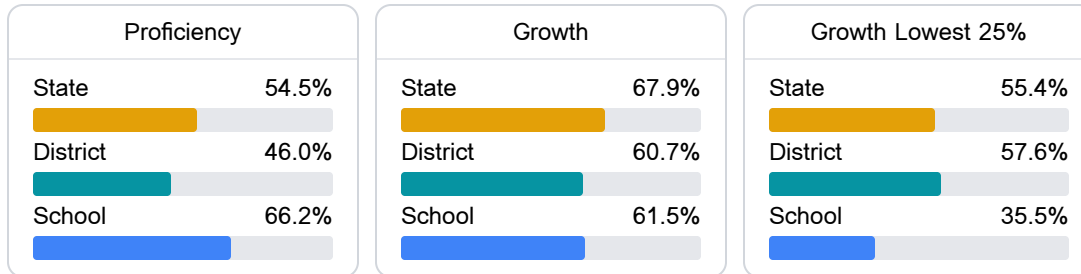 Proficiency
State 54.5%
District 46.0%
School 66.2%
Growth
State 67.9%
District 60.7%
School 61.5%
Growth Lowest 25%
State 55.4%
District 57.6%
School 35.5%